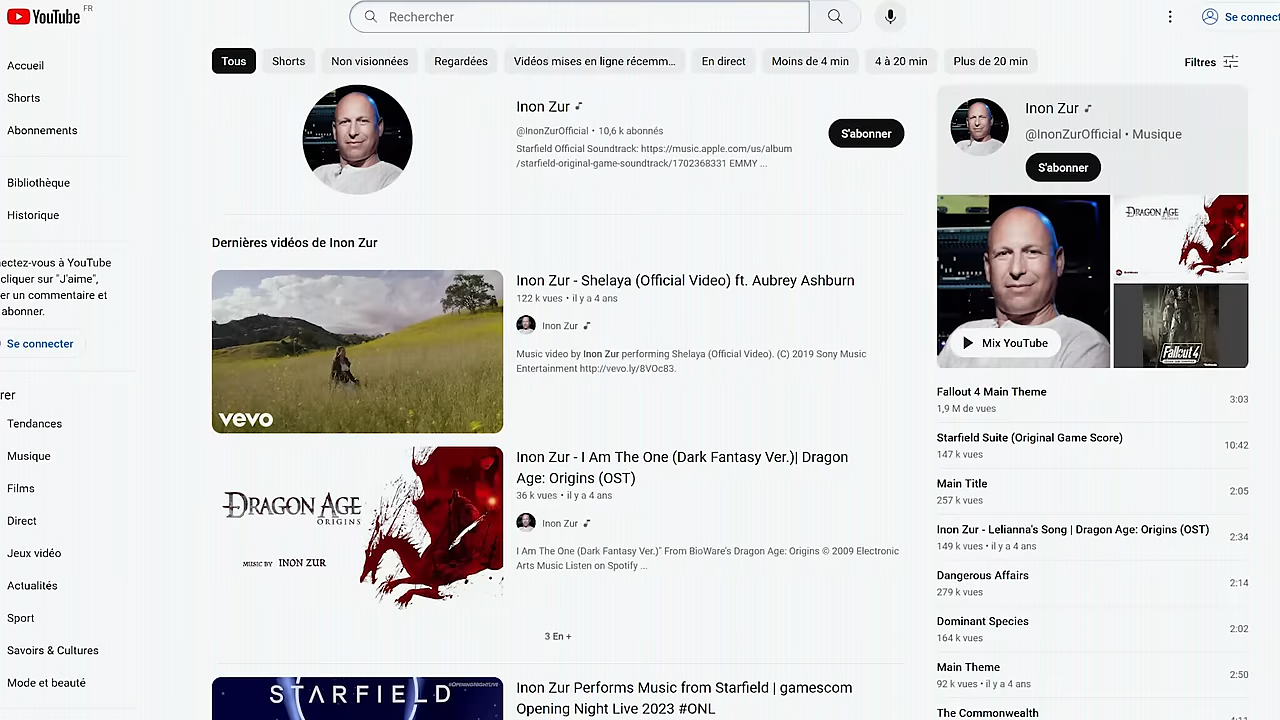 YouTube FR
Rechercher
Se connect
Accueil
Shorts
Abonnements
Bibliothèque
Historique
ectez-vous à YouTube
cliquer sur "J'aime",
er un commentaire et
abonner.
Se connecter
rer
Tendances
Musique
Films
Direct
Jeux vidéo
Actualités
Sport
Savoirs & Cultures
Mode et beauté
Tous
Shorts
Non visionnées
Regardées
Vidéos mises en ligne récemm...
En direct
Moins de 4 min
4 à 20 min
Plus de 20 min
Filtres
Inon Zur
@InonZurOfficial • 10,6 k abonnés
Starfield Official Soundtrack: https://music.apple.com/us/album
/starfield-original-game-soundtrack/1702368331 EMMY ...
S'abonner
Dernières vidéos de Inon Zur
vevo
Inon Zur - Shelaya (Official Video) ft. Aubrey Ashburn
122 k vues • il y a 4 ans
Inon Zur
Music video by Inon Zur performing Shelaya (Official Video). (C) 2019 Sony Music
Entertainment http://vevo.ly/8VOc83.
DRAGON AGE
ORIGINS
MUSIC BY INON ZUR
Inon Zur - I Am The One (Dark Fantasy Ver.)| Dragon
Age: Origins (OST)
36 k vues • il y a 4 ans
Inon Zur
I Am The One (Dark Fantasy Ver.)" From BioWare's Dragon Age: Origins © 2009 Electronic
Arts Music Listen on Spotify ...
3 En +
STARFIELD
#OPENINGNIGHTLIVE
Inon Zur Performs Music from Starfield | gamescom
Opening Night Live 2023 #ONL
Inon Zur
@InonZurOfficial • Musique
S'abonner
Mix YouTube
DRAGON AGE
Fallout 4
Fallout 4 Main Theme
1,9 M de vues
3:03
Starfield Suite (Original Game Score)
147 k vues
10:42
Main Title
257 k vues
2:05
Inon Zur - Lelianna's Song | Dragon Age: Origins (OST)
149 k vues • il y a 4 ans
2:34
Dangerous Affairs
279 k vues
2:14
Dominant Species
164 k vues
2:02
Main Theme
92 k vues • il y a 4 ans
2:50
The Commonwealth
4:11